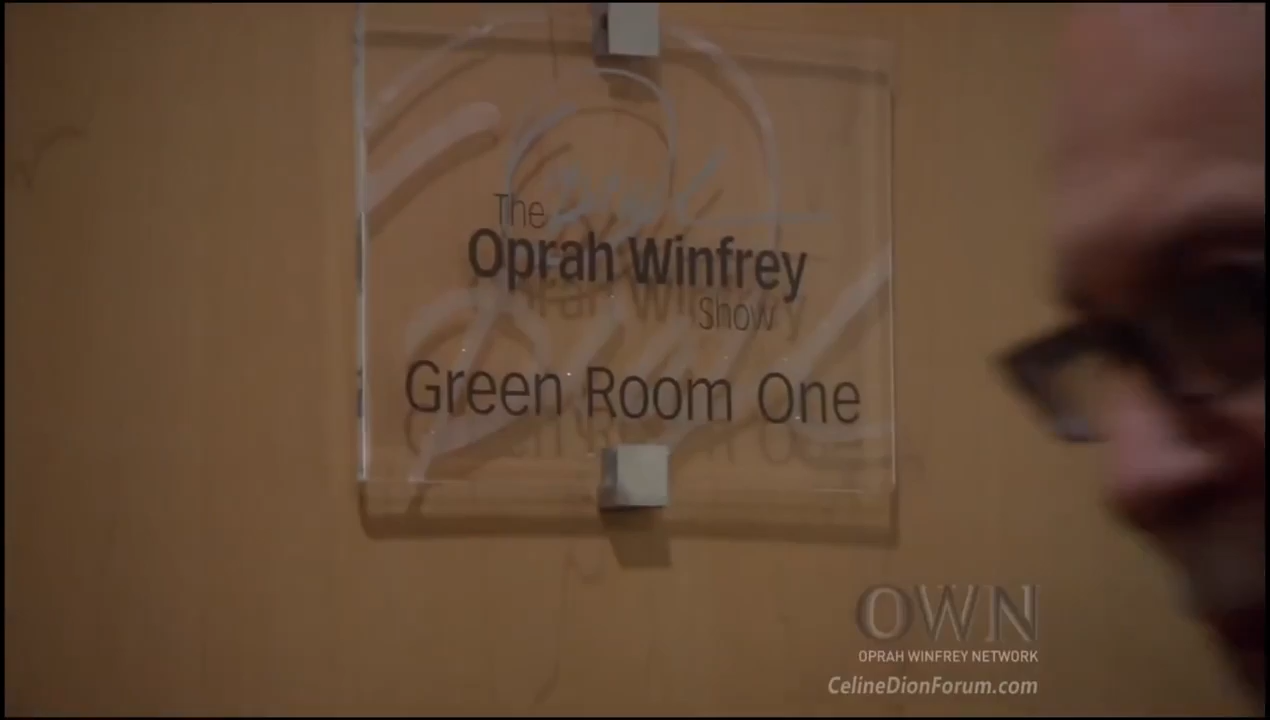 The
Oprah Winfrey
Show
Green Room One
OWN
OPRAH WINFREY NETWORK
CelineDionForum.com